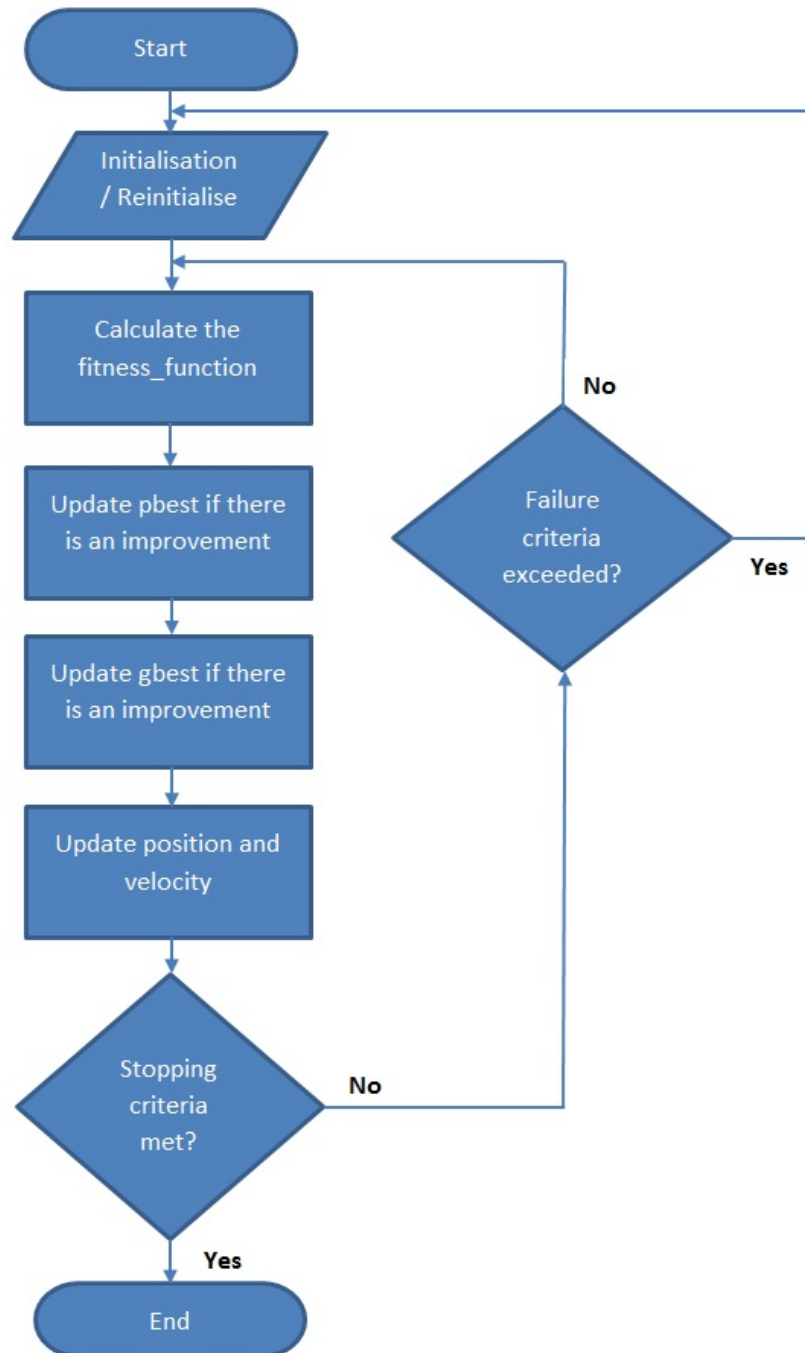 Start
Initialisation
/ Reinitialise
Calculate the
fitness_function
No
Update pbest if there
is an improvement
Failure
criteria
exceeded?
Yes
Update gbest if there
is an improvement
Update position and
velocity
Stopping
criteria
met?
No
Yes
End